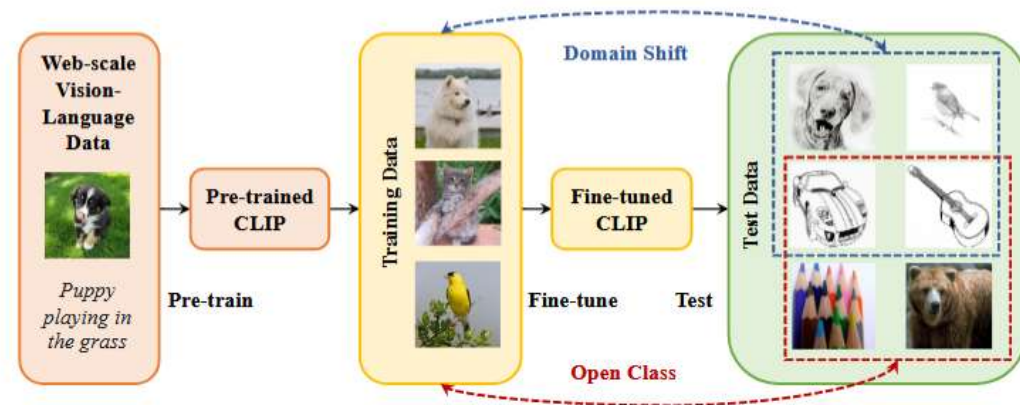 Web-scale
Vision-
Language
Data
Puppy
playing in
the grass
Pre-trained
CLIP
Pre-train
Training Data
Domain Shift
Fine-tuned
CLIP
Fine-tune
Test
Open Class
Test Data